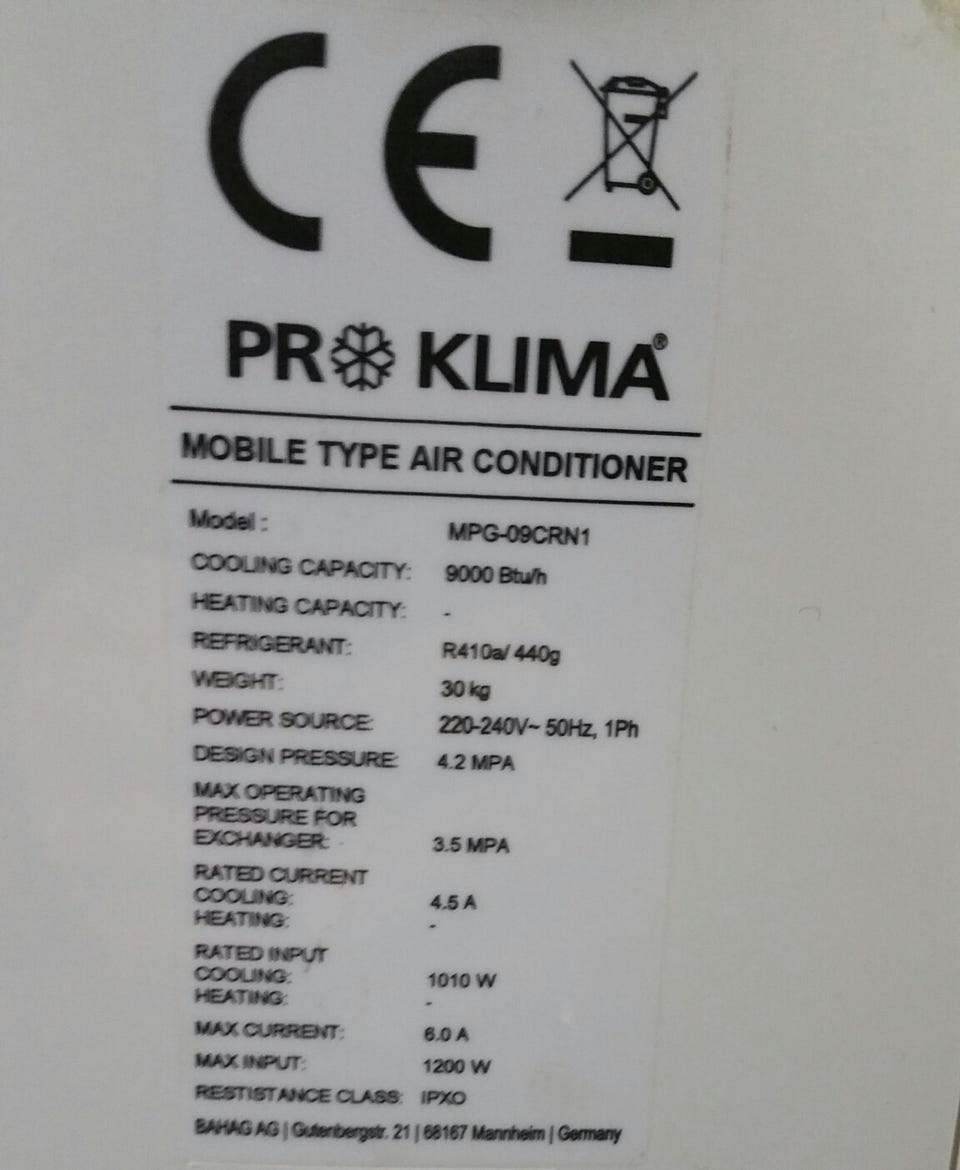 CE
PRO KLIMA®
MOBILE TYPE AIR CONDITIONER
Model : MPG-09CRN1
COOLING CAPACITY: 9000 Btu/h
HEATING CAPACITY: -
REFRIGERANT: R410a/ 440g
WEIGHT: 30 kg
POWER SOURCE: 220-240V~ 50Hz, 1Ph
DESIGN PRESSURE: 4.2 MPA
MAX OPERATING
PRESSURE FOR
EXCHANGER: 3.5 MPA
RATED CURRENT
COOLING: 4.5 A
HEATING: -
RATED INPUT
COOLING: 1010 W
HEATING: -
MAX CURRENT: 6.0 A
MAX INPUT: 1200 W
RESTISTANCE CLASS: IPXO
BAHAG AG | Gutenbergstr. 21 | 68167 Mannheim | Germany